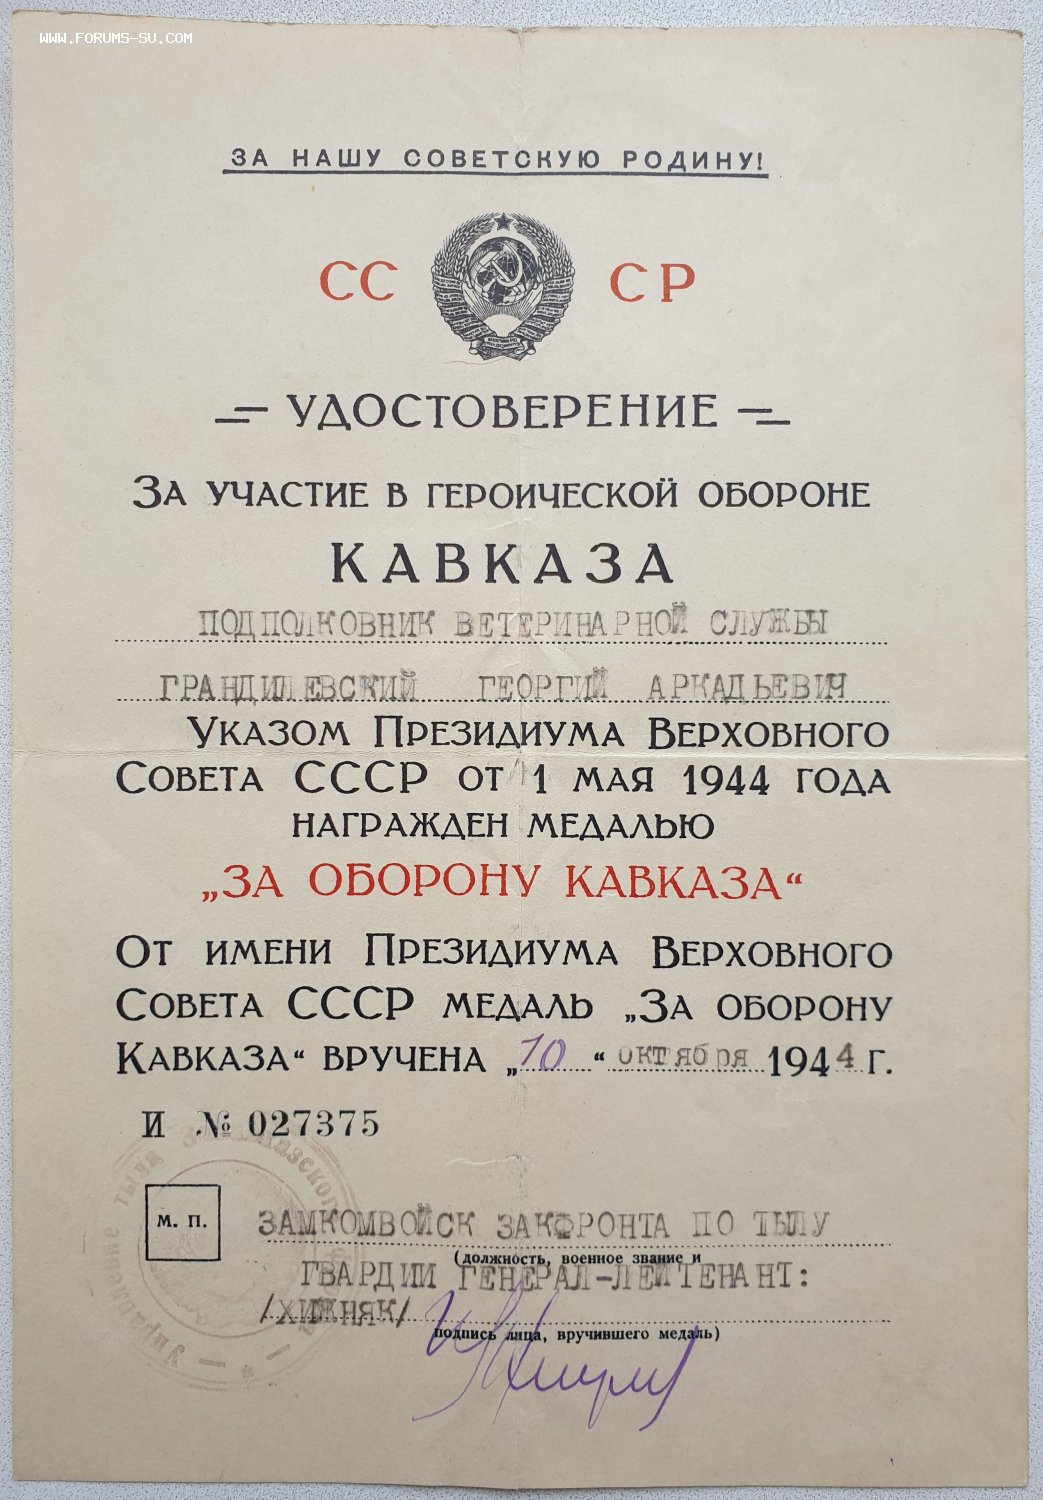 WWW.FORUMS-SU.COM
ЗА НАШУ СОВЕТСКУЮ РОДИНУ!
СС СР
УДОСТОВЕРЕНИЕ
ЗА УЧАСТИЕ В ГЕРОИЧЕСКОЙ ОБОРОНЕ
КАВКАЗА
ПОДПОЛКОВНИК ВЕТЕРИНАРНОЙ СЛУЖБЫ
ГРАНДИЛЕВСКИЙ ГЕОРГИЙ АРКАДЬЕВИЧ
УКАЗОМ ПРЕЗИДИУМА ВЕРХОВНОГО
СОВЕТА СССР ОТ 1 МАЯ 1944 ГОДА
НАГРАЖДЕН МЕДАЛЬЮ
„ЗА ОБОРОНУ КАВКАЗА“
ОТ ИМЕНИ ПРЕЗИДИУМА ВЕРХОВНОГО
СОВЕТА СССР МЕДАЛЬ „ЗА ОБОРОНУ
КАВКАЗА“ ВРУЧЕНА „10“ октября 1944 Г.
И № 027375
Управление тыла
М. П.
ЗАМКОМВОЙСК ЗАКФРОНТА ПО ТЫЛУ
(должность, военное звание и
ГВАРДИИ ГЕНЕРАЛ-ЛЕЙТЕНАНТ:
/ХИЖНЯК/
подпись лица, вручившего медаль)